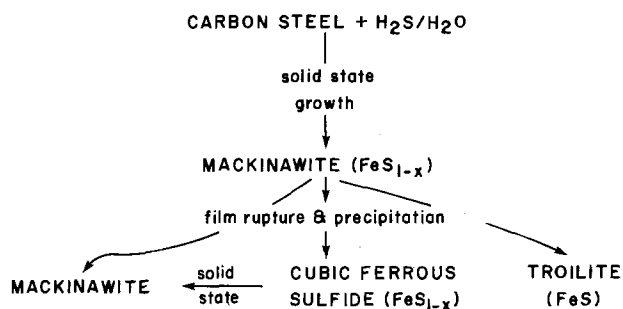 CARBON STEEL + H₂S/H₂O
solid state
growth
MACKINAWITE (FeS₁₋ₓ)
film rupture & precipitation
MACKINAWITE
solid
state
CUBIC FERROUS
SULFIDE (FeS₁₋ₓ)
TROILITE
(FeS)